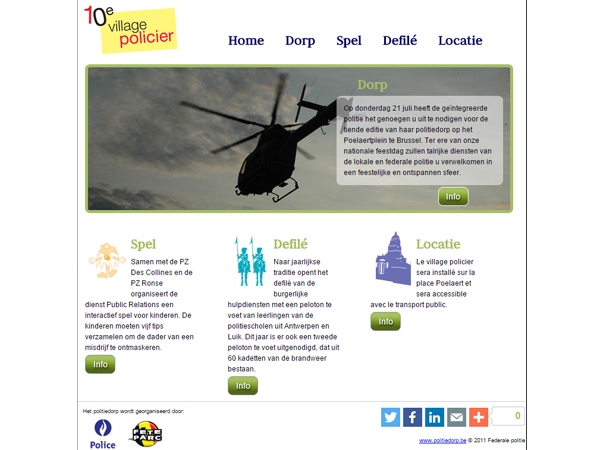 10e
village
policier
Home Dorp Spel Defilé Locatie
Dorp
Op donderdag 21 juli heeft de geïntegreerde
politie het genoegen u uit te nodigen voor de
tiende editie van haar politiedorp op het
Poelaertplein te Brussel. Ter ere van onze
nationale feestdag zullen talrijke diensten van
de lokale en federale politie u verwelkomen in
een feestelijke en ontspannen sfeer.
Info
Spel
Samen met de PZ
Des Collines en de
PZ Ronse
organiseert de
dienst Public Relations een
interactief spel voor kinderen. De
kinderen moeten vijf tips
verzamelen om de dader van een
misdrijf te ontmaskeren.
Info
Defilé
Naar jaarlijkse
traditie opent het
defilé van de
burgerlijke
hulpdiensten met een peloton te
voet van leerlingen van de
politiescholen uit Antwerpen en
Luik. Dit jaar is er ook een tweede
peloton te voet uitgenodigd, dat uit
60 kadetten van de brandweer
bestaan.
Info
Locatie
Le village policier
sera installé sur la
place Poelaert et
sera accessible
avec le transport public.
Info
Het politiedorp wordt georganiseerd door:
Police
FETE
PARC
0
www.politiedorp.be © 2011 Federale politie